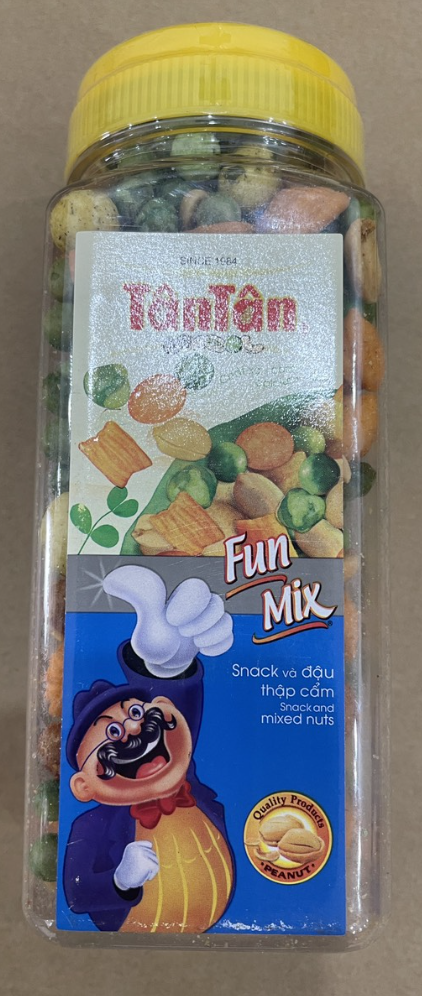 SINCE 1984
TânTân
Fun
Mix
Snack và đậu
thập cẩm
Snack and
mixed nuts
Quality Products
• PEANUT •